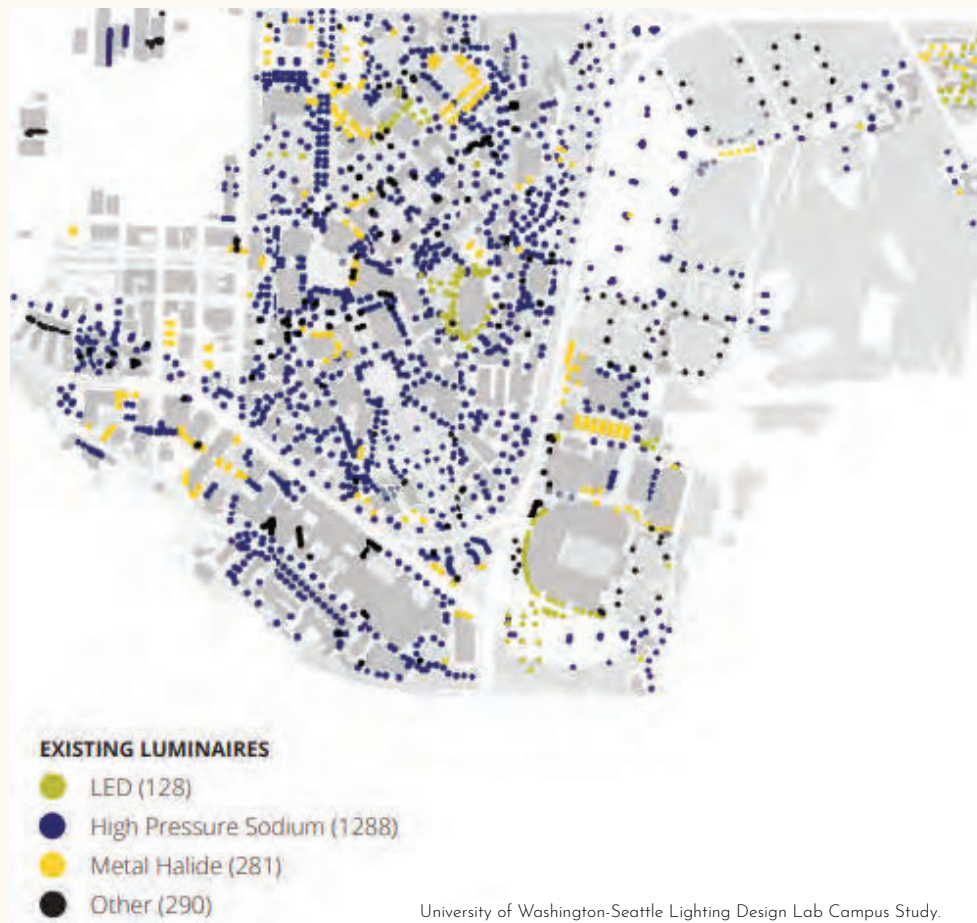 EXISTING LUMINAIRES
LED (128)
High Pressure Sodium (1288)
Metal Halide (281)
Other (290)
University of Washington-Seattle Lighting Design Lab Campus Study.